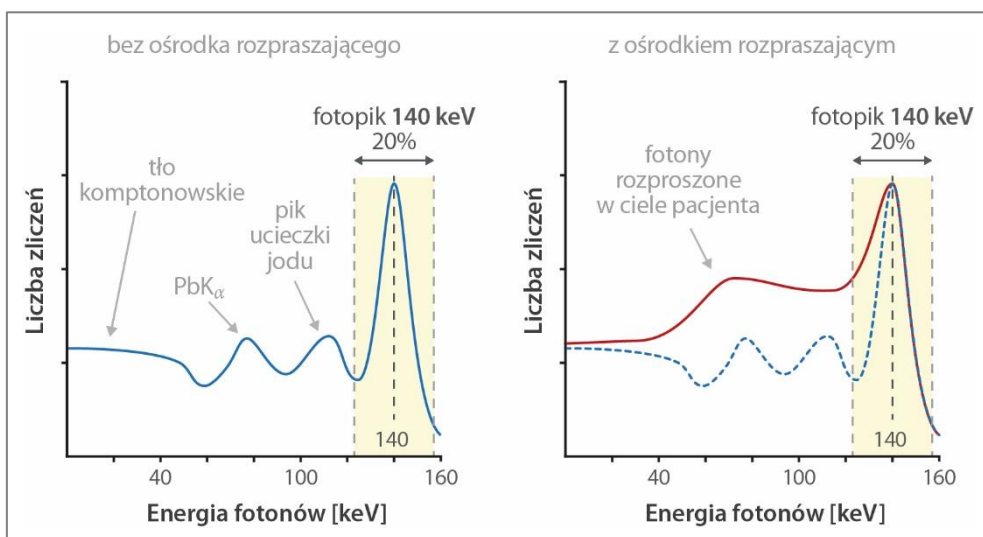 bez ośrodka rozpraszającego
fotopik 140 keV
20%
tło
komptonowskie
pik
ucieczki
jodu
PbKα
140
Liczba zliczeń
40
100
160
Energia fotonów [keV]
z ośrodkiem rozpraszającym
fotopik 140 keV
20%
fotony
rozproszone
w ciele pacjenta
140
Liczba zliczeń
40
100
160
Energia fotonów [keV]